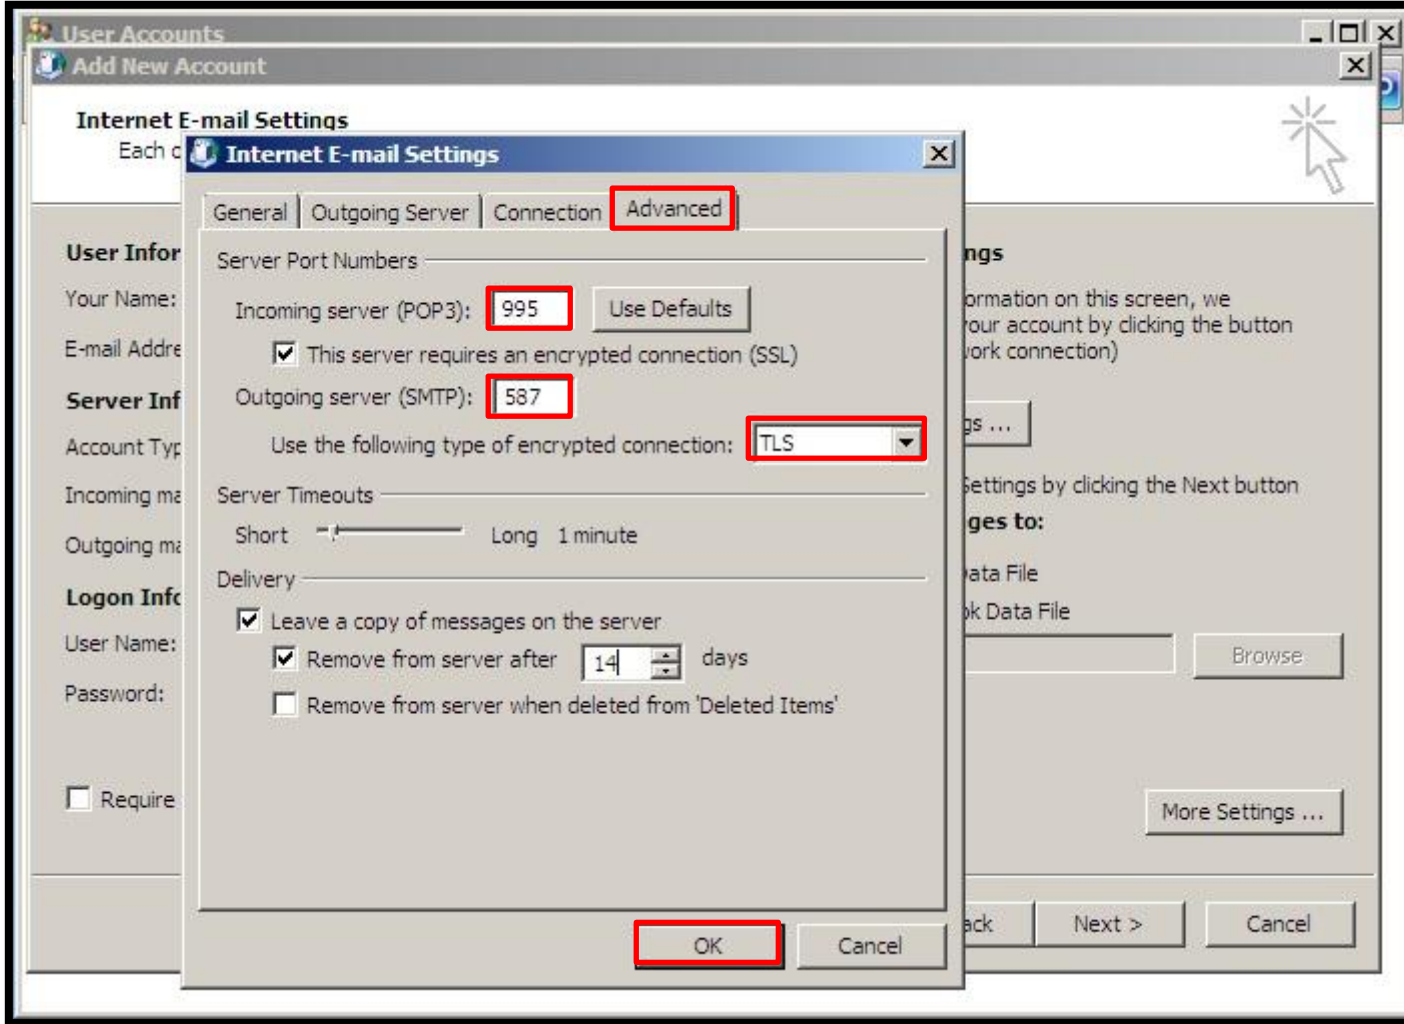 User Accounts
Add New Account
Internet E-mail Settings
Each
Internet E-mail Settings
General Outgoing Server Connection Advanced
Server Port Numbers
Incoming server (POP3): 995 Use Defaults
This server requires an encrypted connection (SSL)
Outgoing server (SMTP): 587
Use the following type of encrypted connection: TLS
Server Timeouts
Short Long 1 minute
Delivery
Leave a copy of messages on the server
Remove from server after 14 days
Remove from server when deleted from 'Deleted Items'
OK Cancel
User Infor
Your Name:
E-mail Addre
Server Inf
Account Typ
Incoming ma
Outgoing ma
Logon Info
User Name:
Password:
Require
ngs
ormation on this screen, we
our account by clicking the button
work connection)
gs ...
Settings by clicking the Next button
ges to:
ata File
ok Data File
Browse
More Settings ...
ack Next > Cancel